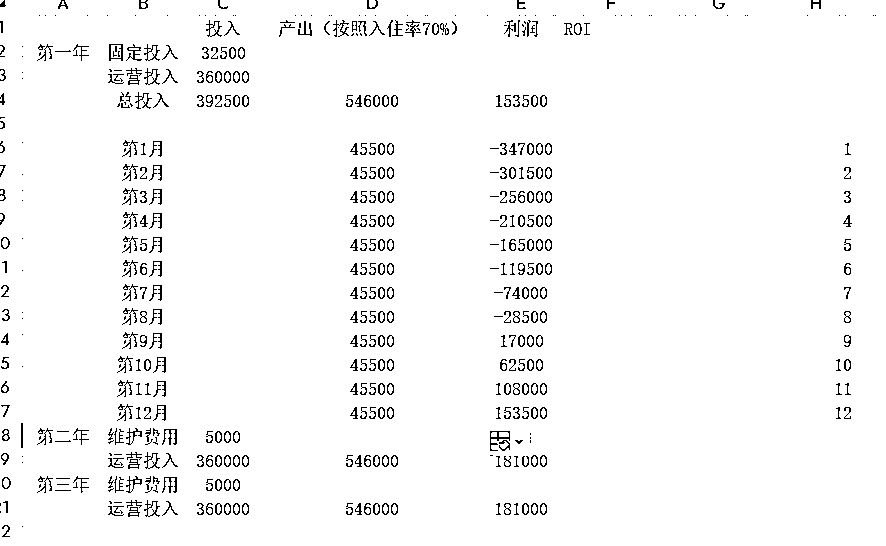 A B C D E F G H
1 投入 产出（按照入住率70%） 利润 ROI
2 第一年 固定投入 32500
3 运营投入 360000
4 总投入 392500 546000 153500
5
6 第1月 45500 -347000 1
7 第2月 45500 -301500 2
8 第3月 45500 -256000 3
9 第4月 45500 -210500 4
0 第5月 45500 -165000 5
1 第6月 45500 -119500 6
2 第7月 45500 -74000 7
3 第8月 45500 -28500 8
4 第9月 45500 17000 9
5 第10月 45500 62500 10
6 第11月 45500 108000 11
7 第12月 45500 153500 12
8 第二年 维护费用 5000
9 运营投入 360000 546000 181000
0 第三年 维护费用 5000
21 运营投入 360000 546000 181000
2